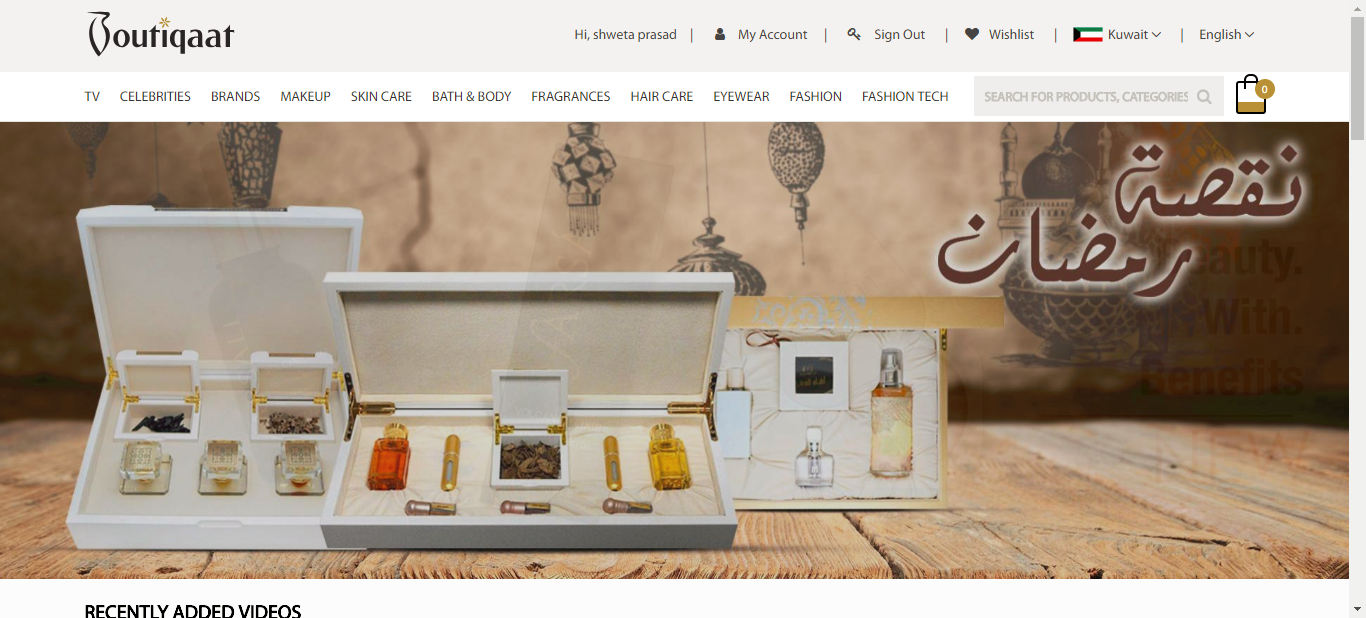 Boutiqaat
Hi, shweta prasad | My Account | Sign Out | Wishlist | Kuwait | English
TV CELEBRITIES BRANDS MAKEUP SKIN CARE BATH & BODY FRAGRANCES HAIR CARE EYEWEAR FASHION FASHION TECH SEARCH FOR PRODUCTS, CATEGORIES 0
نقصة
رمضان
Beauty.
With.
Benefits
RECENTLY ADDED VIDEOS